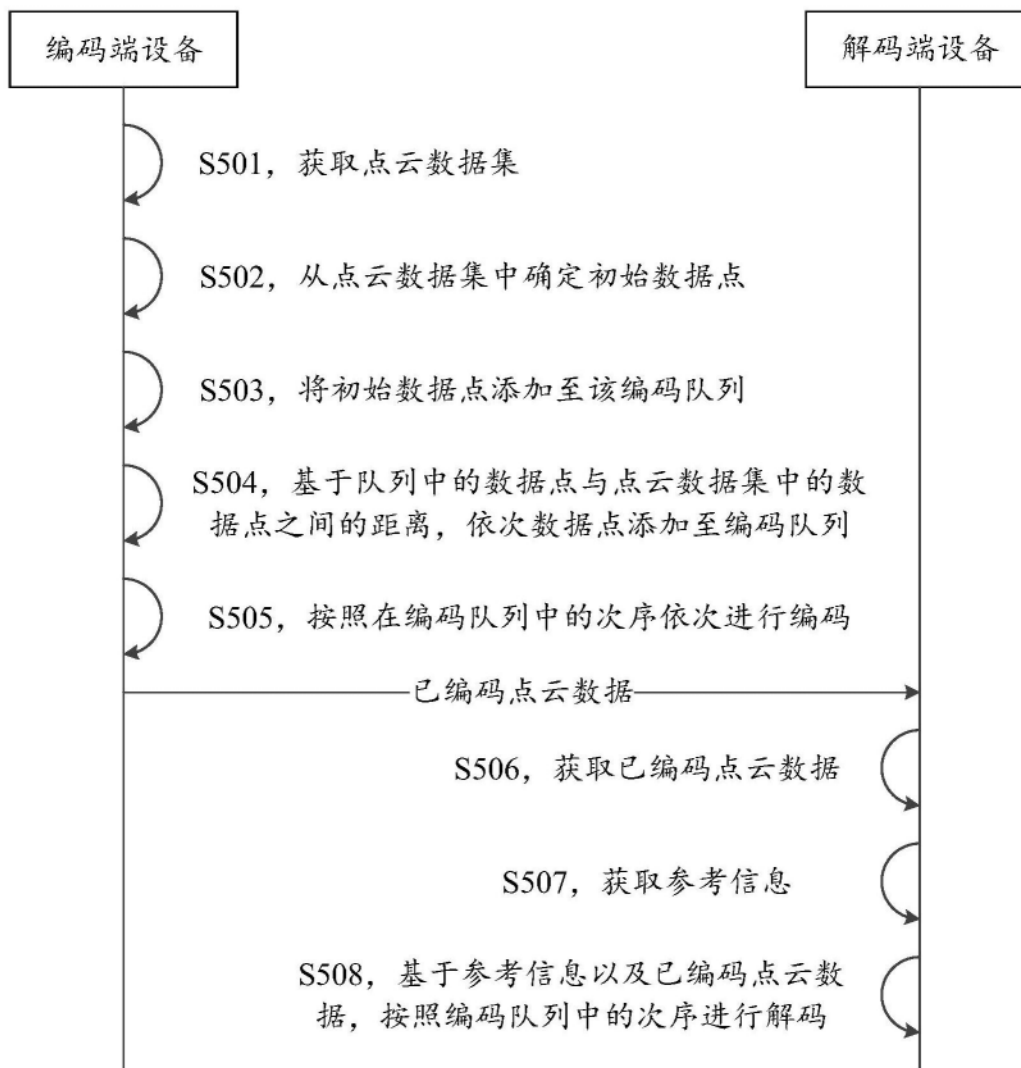 编码端设备
解码端设备
S501，获取点云数据集
S502，从点云数据集中确定初始数据点
S503，将初始数据点添加至该编码队列
S504，基于队列中的数据点与点云数据集中的数
据点之间的距离，依次数据点添加至编码队列
S505，按照在编码队列中的次序依次进行编码
已编码点云数据
S506，获取已编码点云数据
S507，获取参考信息
S508，基于参考信息以及已编码点云数
据，按照编码队列中的次序进行解码